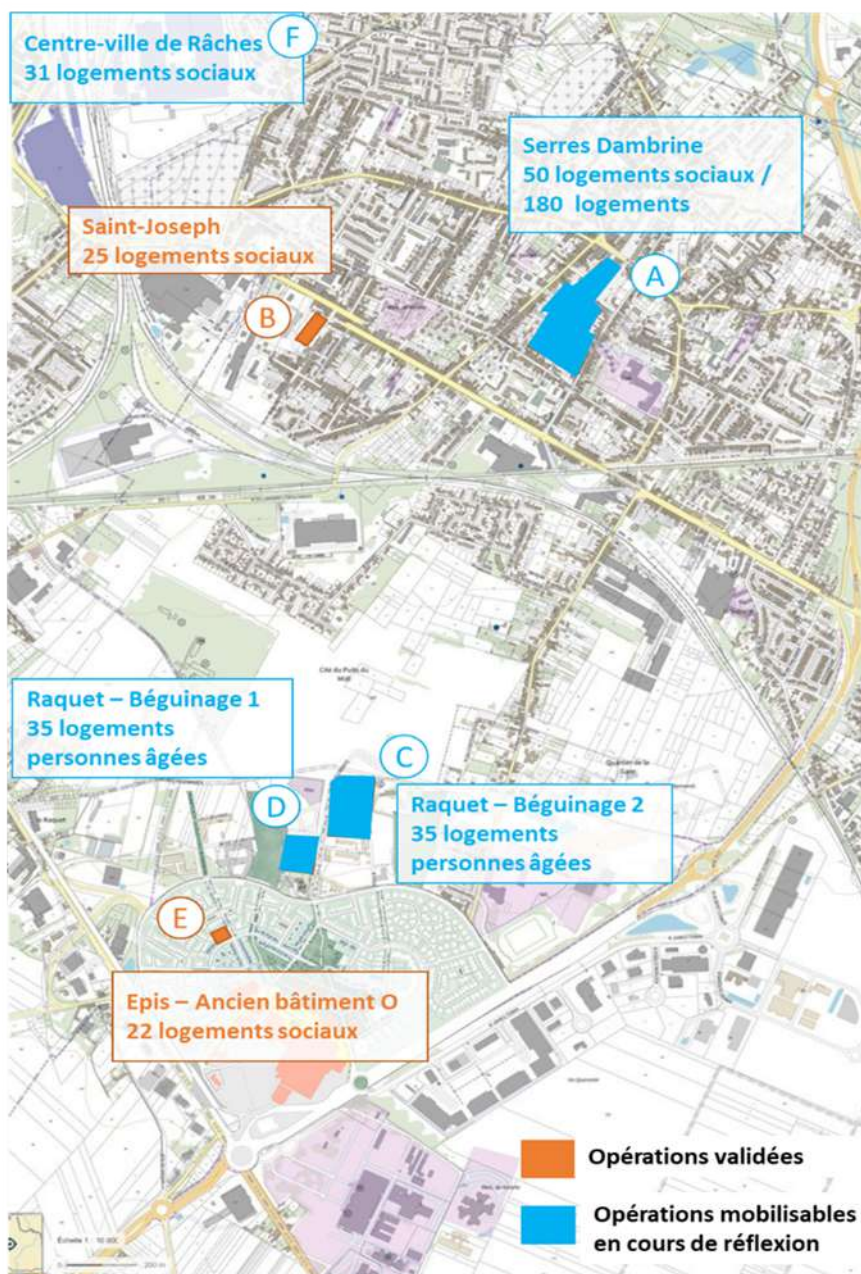 Centre-ville de Râches
31 logements sociaux
F
Serres Dambrine
50 logements sociaux /
180 logements
A
Saint-Joseph
25 logements sociaux
B
Cité du Puits du
Midi
Raquet – Béguinage 1
35 logements
personnes âgées
C
D
Quartier de la
Raquet – Béguinage 2
35 logements
personnes âgées
Raquet
E
Epis – Ancien bâtiment O
22 logements sociaux
Opérations validées
Opérations mobilisables
en cours de réflexion
Échelle 1 : 10 000
0
200 m